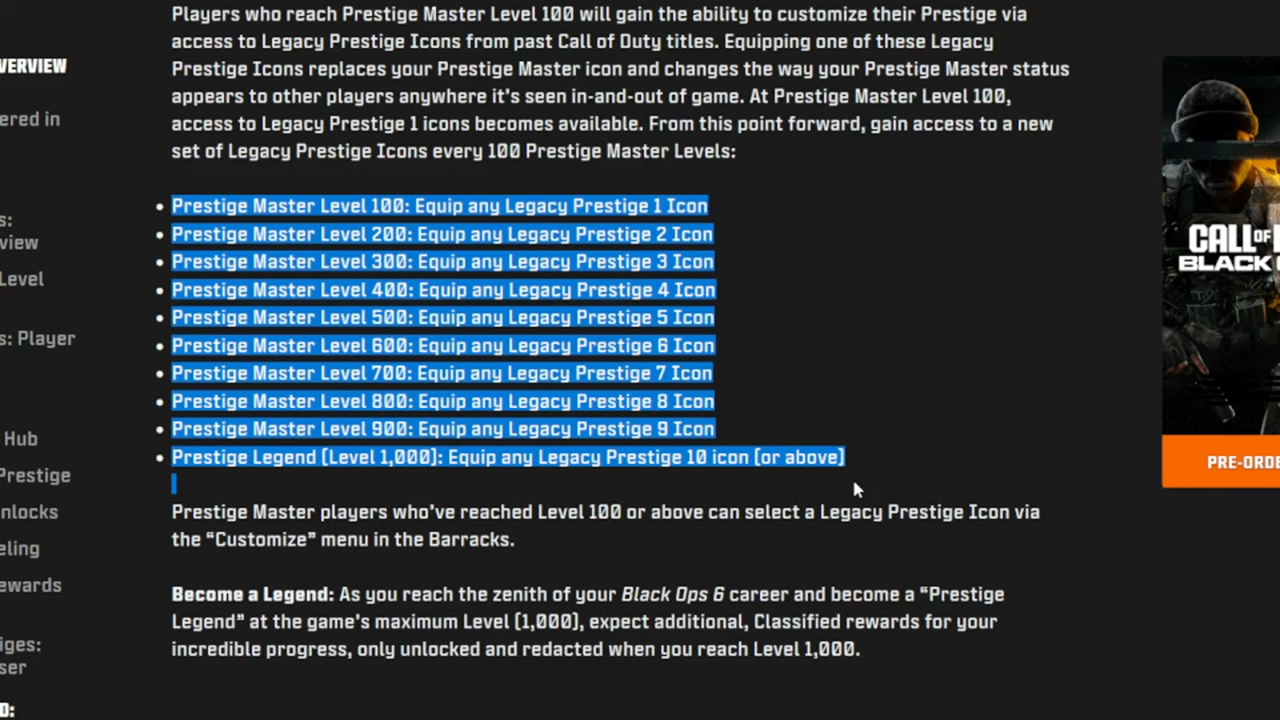 Players who reach Prestige Master Level 100 will gain the ability to customize their Prestige via
access to Legacy Prestige Icons from past Call of Duty titles. Equipping one of these Legacy
Prestige Icons replaces your Prestige Master icon and changes the way your Prestige Master status
appears to other players anywhere it's seen in-and-out of game. At Prestige Master Level 100,
access to Legacy Prestige 1 icons becomes available. From this point forward, gain access to a new
set of Legacy Prestige Icons every 100 Prestige Master Levels:
• Prestige Master Level 100: Equip any Legacy Prestige 1 Icon
• Prestige Master Level 200: Equip any Legacy Prestige 2 Icon
• Prestige Master Level 300: Equip any Legacy Prestige 3 Icon
• Prestige Master Level 400: Equip any Legacy Prestige 4 Icon
• Prestige Master Level 500: Equip any Legacy Prestige 5 Icon
• Prestige Master Level 600: Equip any Legacy Prestige 6 Icon
• Prestige Master Level 700: Equip any Legacy Prestige 7 Icon
• Prestige Master Level 800: Equip any Legacy Prestige 8 Icon
• Prestige Master Level 900: Equip any Legacy Prestige 9 Icon
• Prestige Legend (Level 1,000): Equip any Legacy Prestige 10 icon (or above)
Prestige Master players who've reached Level 100 or above can select a Legacy Prestige Icon via
the “Customize” menu in the Barracks.
Become a Legend: As you reach the zenith of your Black Ops 6 career and become a “Prestige
Legend” at the game's maximum Level (1,000), expect additional, Classified rewards for your
incredible progress, only unlocked and redacted when you reach Level 1,000.
VERVIEW
ered in
s:
view
Level
s: Player
Hub
Prestige
nlocks
eling
ewards
iges:
ser
D:
CALL OF
BLACK
PRE-ORDE